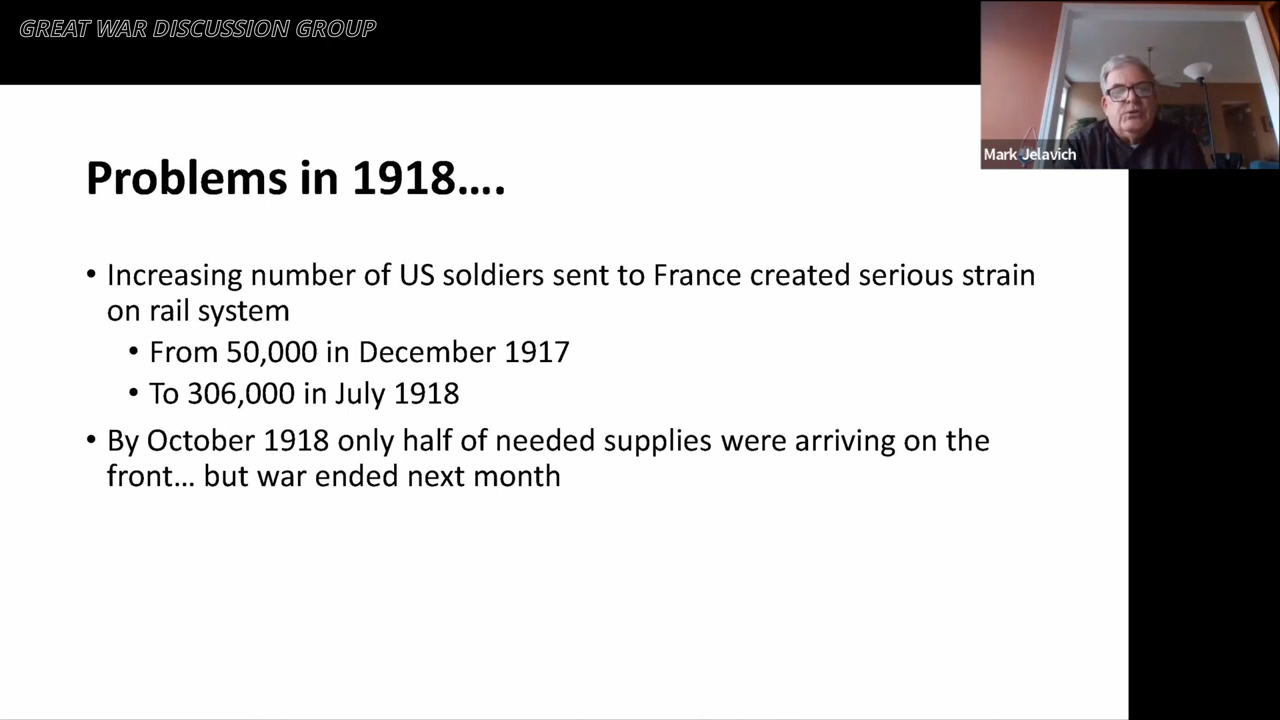 GREAT WAR DISCUSSION GROUP
Mark Jelavich
Problems in 1918....
• Increasing number of US soldiers sent to France created serious strain
on rail system
• From 50,000 in December 1917
• To 306,000 in July 1918
• By October 1918 only half of needed supplies were arriving on the
front... but war ended next month